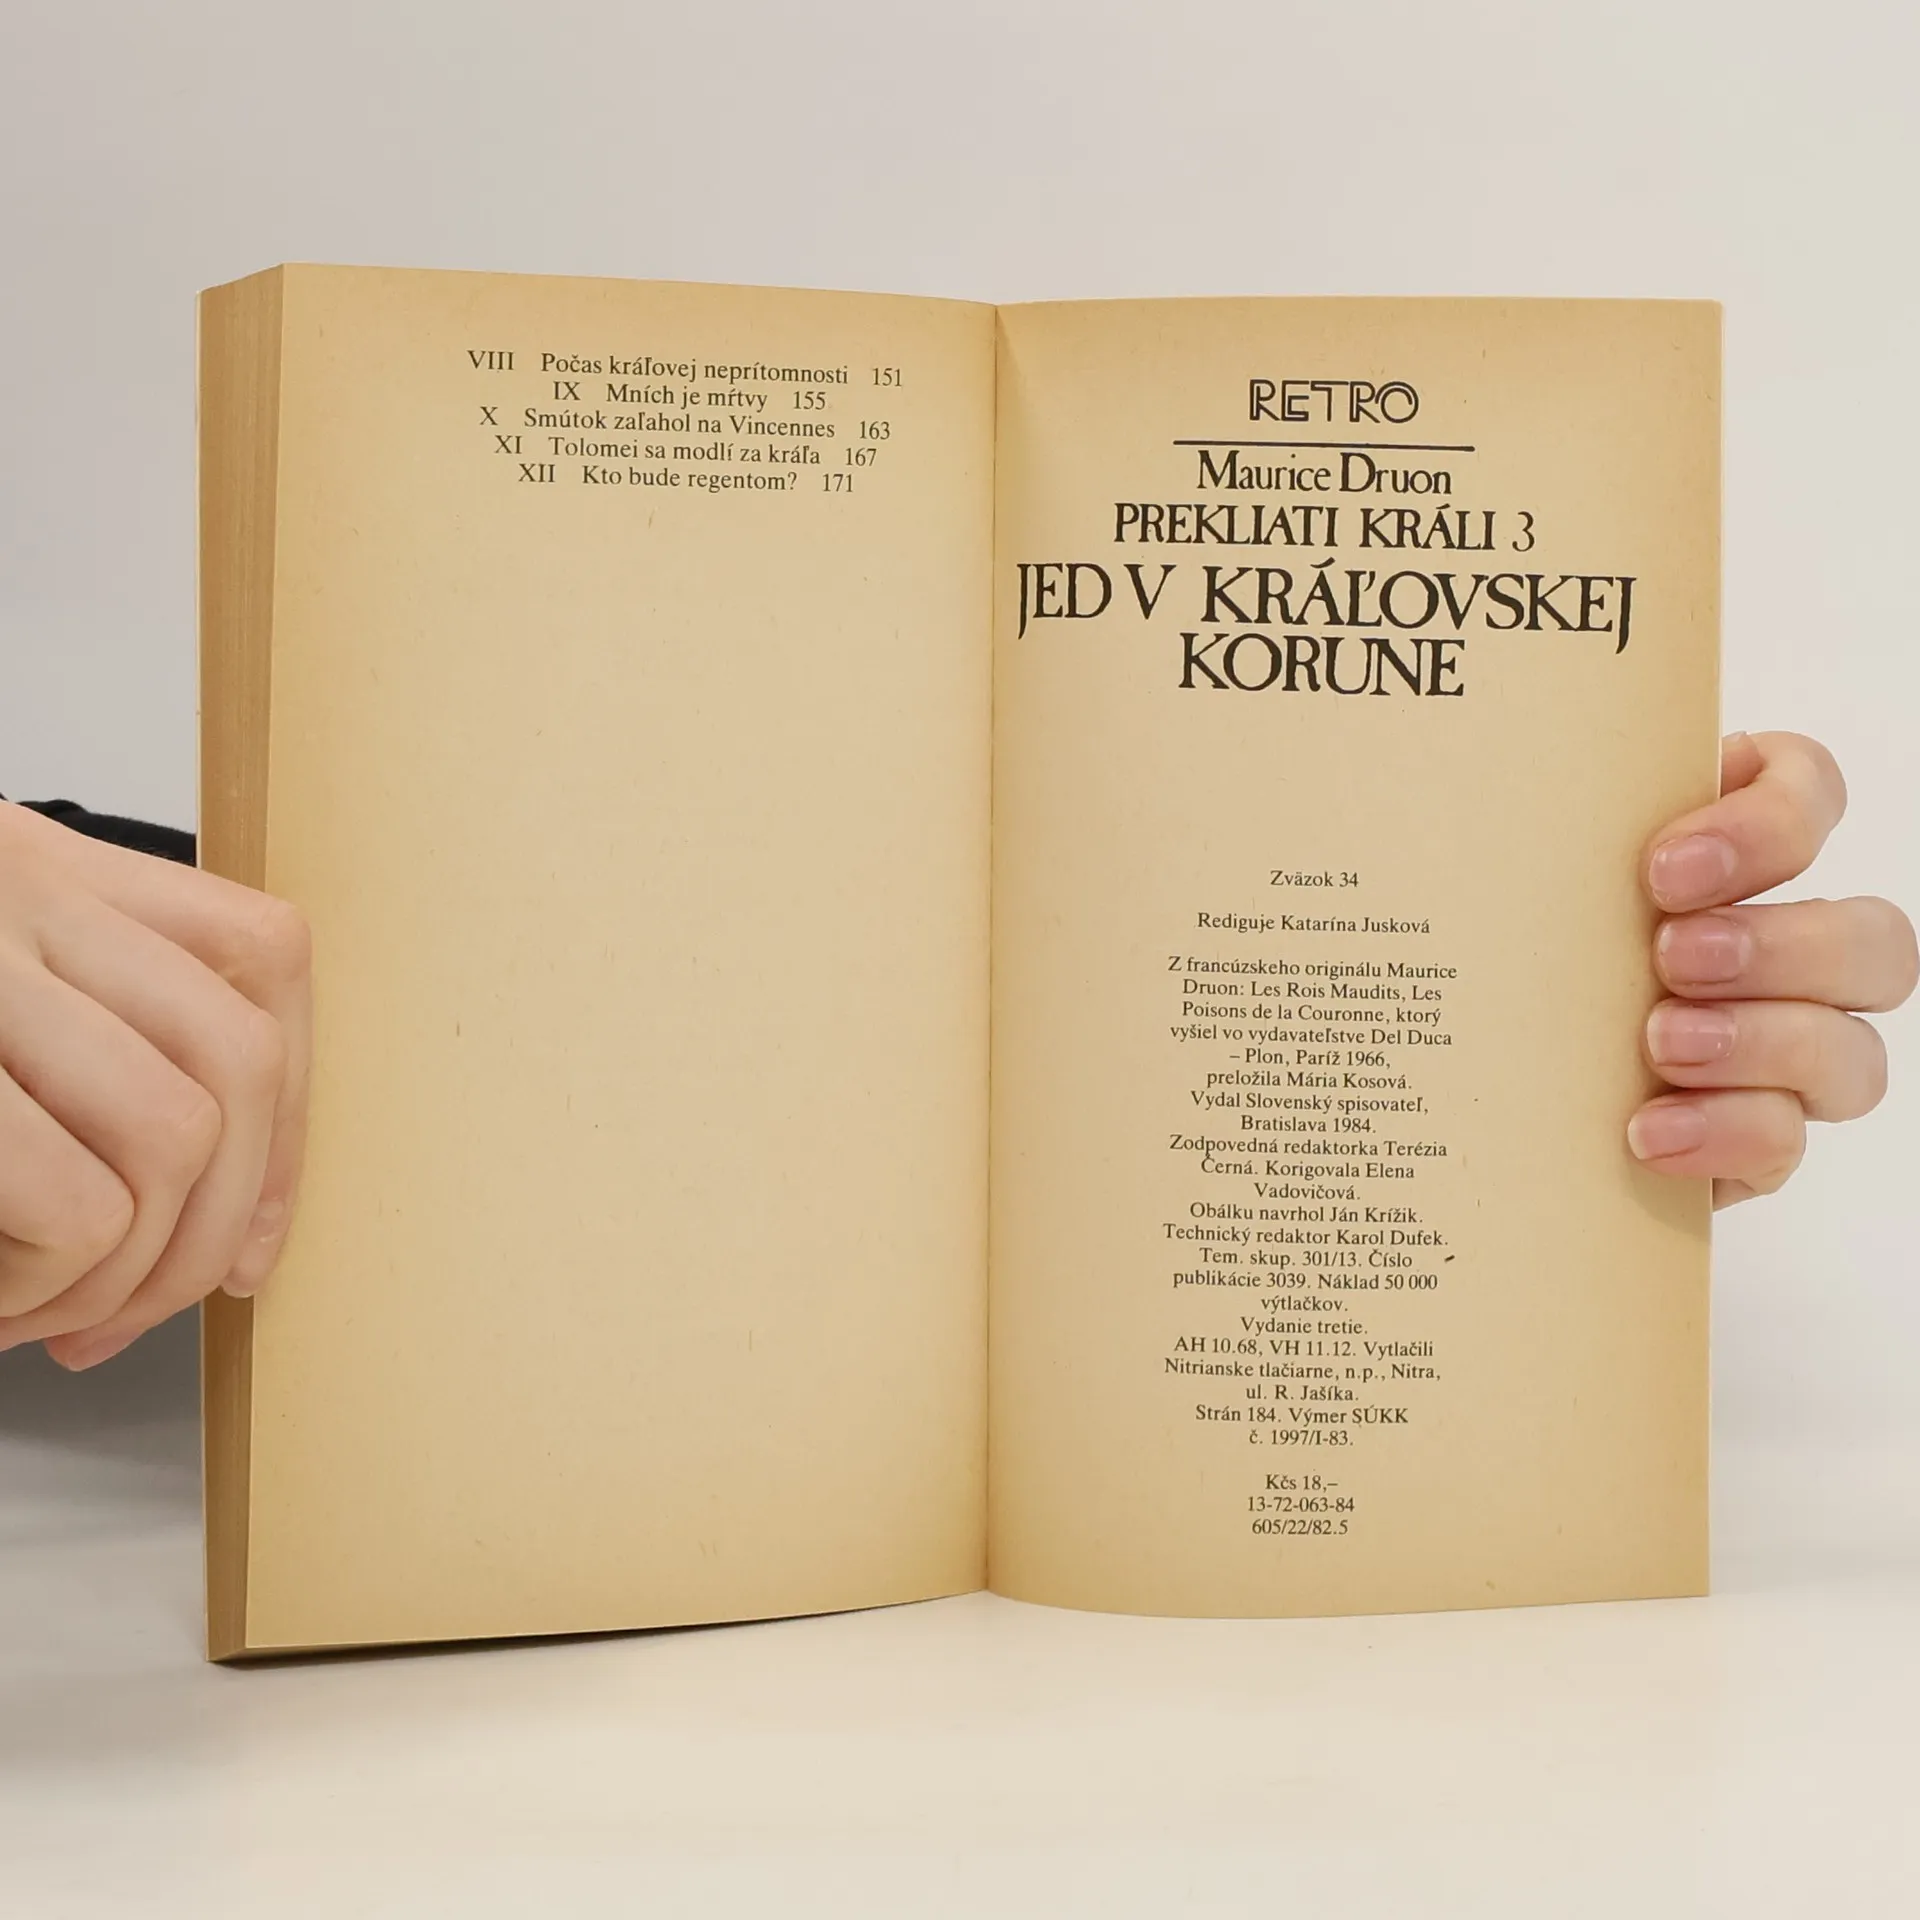 VIII Počas kráľovej neprítomnosti 151
IX Mních je mŕtvy 155
X Smútok zaľahol na Vincennes 163
XI Tolomei sa modlí za kráľa 167
XII Kto bude regentom? 171
RETRO
Maurice Druon
PREKLIATI KRÁLI 3
JED V KRÁĽOVSKEJ
KORUNE
Zväzok 34
Rediguje Katarína Jusková
Z francúzskeho originálu Maurice
Druon: Les Rois Maudits, Les
Poisons de la Couronne, ktorý
vyšiel vo vydavateľstve Del Duca
– Plon, Paríž 1966,
preložila Mária Kosová.
Vydal Slovenský spisovateľ,
Bratislava 1984.
Zodpovedná redaktorka Terézia
Černá. Korigovala Elena
Vadovičová.
Obálku navrhol Ján Krížik.
Technický redaktor Karol Dufek.
Tem. skup. 301/13. Číslo
publikácie 3039. Náklad 50 000
výtlačkov.
Vydanie tretie.
AH 10.68, VH 11.12. Vytlačili
Nitrianske tlačiarne, n.p., Nitra,
ul. R. Jašíka.
Strán 184. Výmer SÚKK
č. 1997/I-83.
Kčs 18,–
13-72-063-84
605/22/82.5